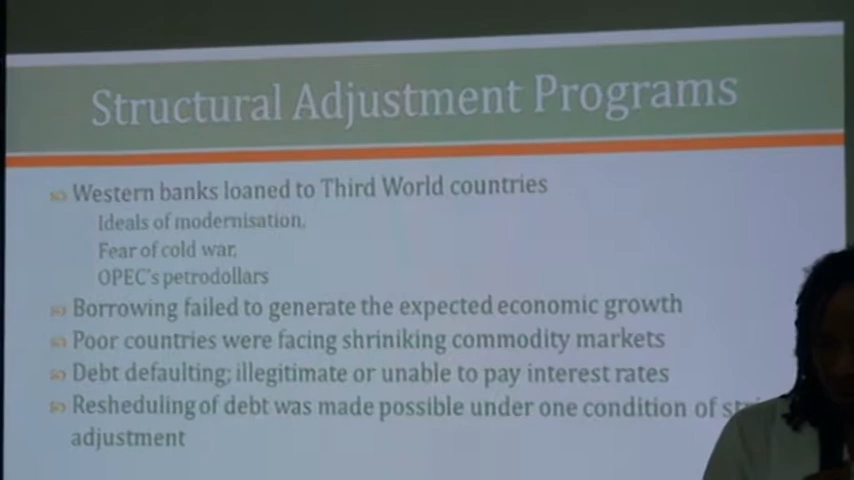 Structural Adjustment Programs
Western banks loaned to Third World countries
Ideals of modernisation,
Fear of cold war,
OPEC's petrodollars
Borrowing failed to generate the expected economic growth
Poor countries were facing shriniking commodity markets
Debt defaulting; illegitimate or unable to pay interest rates
Resheduling of debt was made possible under one condition of
adjustment